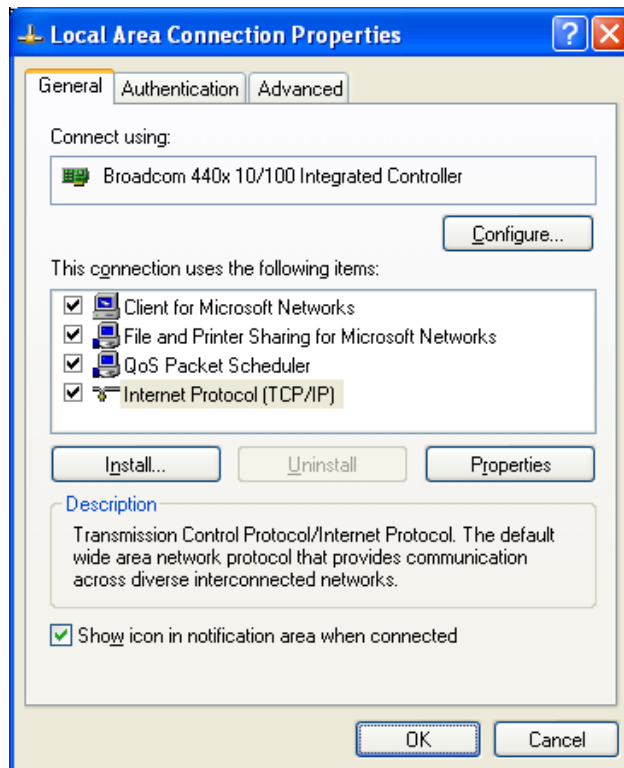 Local Area Connection Properties
General Authentication Advanced
Connect using:
Broadcom 440x 10/100 Integrated Controller
Configure...
This connection uses the following items:
Client for Microsoft Networks
File and Printer Sharing for Microsoft Networks
QoS Packet Scheduler
Internet Protocol (TCP/IP)
Install... Uninstall Properties
Description
Transmission Control Protocol/Internet Protocol. The default
wide area network protocol that provides communication
across diverse interconnected networks.
Show icon in notification area when connected
OK Cancel